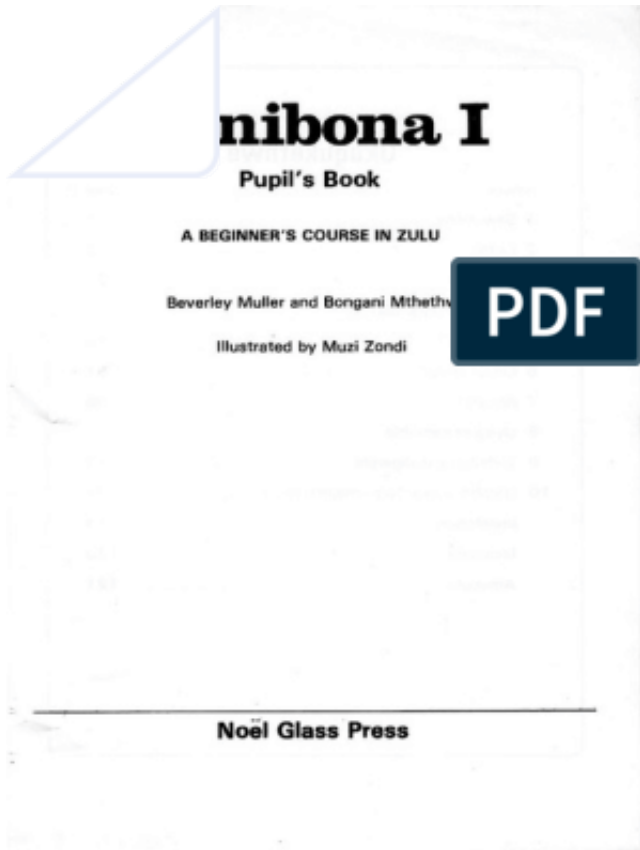 nibona I
Pupil's Book
A BEGINNER'S COURSE IN ZULU
Beverley Muller and Bongani Mtheth
PDF
Illustrated by Muzi Zondi
Noël Glass Press